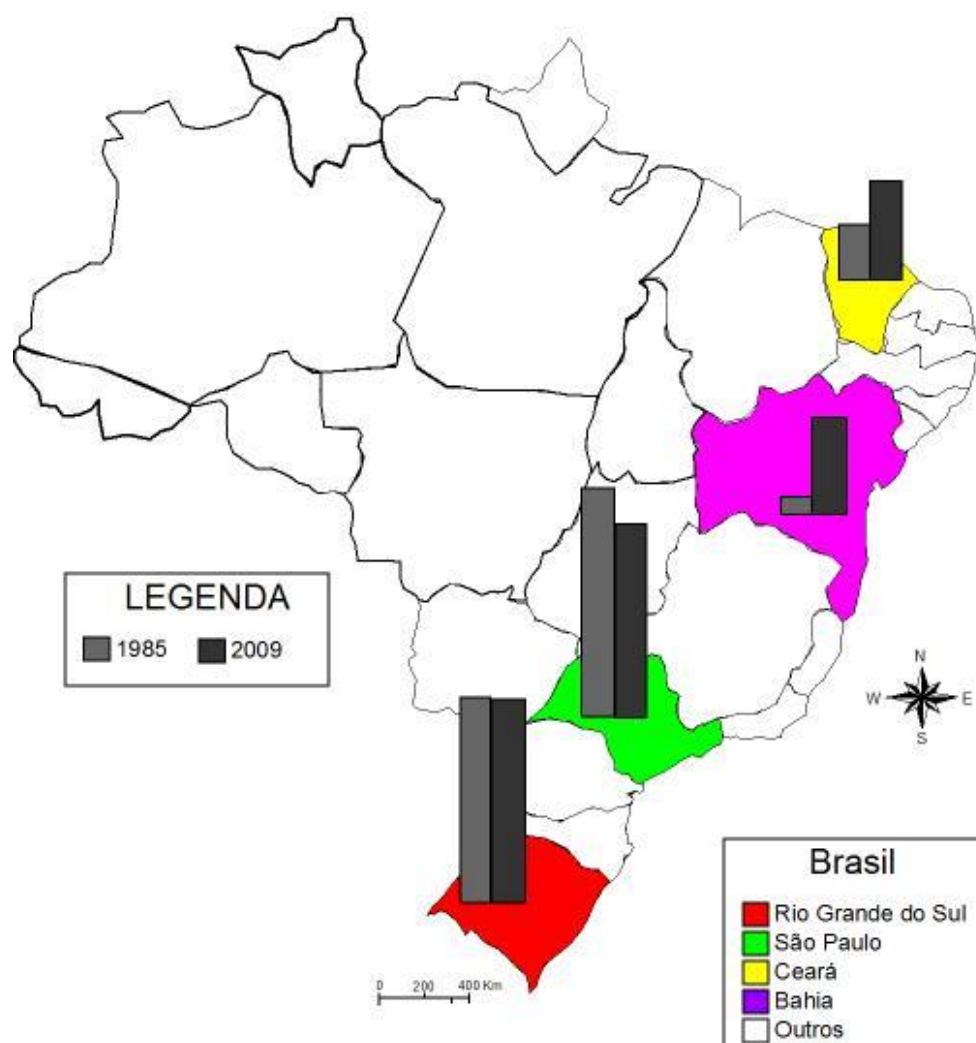 LEGENDA
1985 2009
N
W E
S
Brasil
Rio Grande do Sul
São Paulo
Ceará
Bahia
Outros
0 200 400 Km